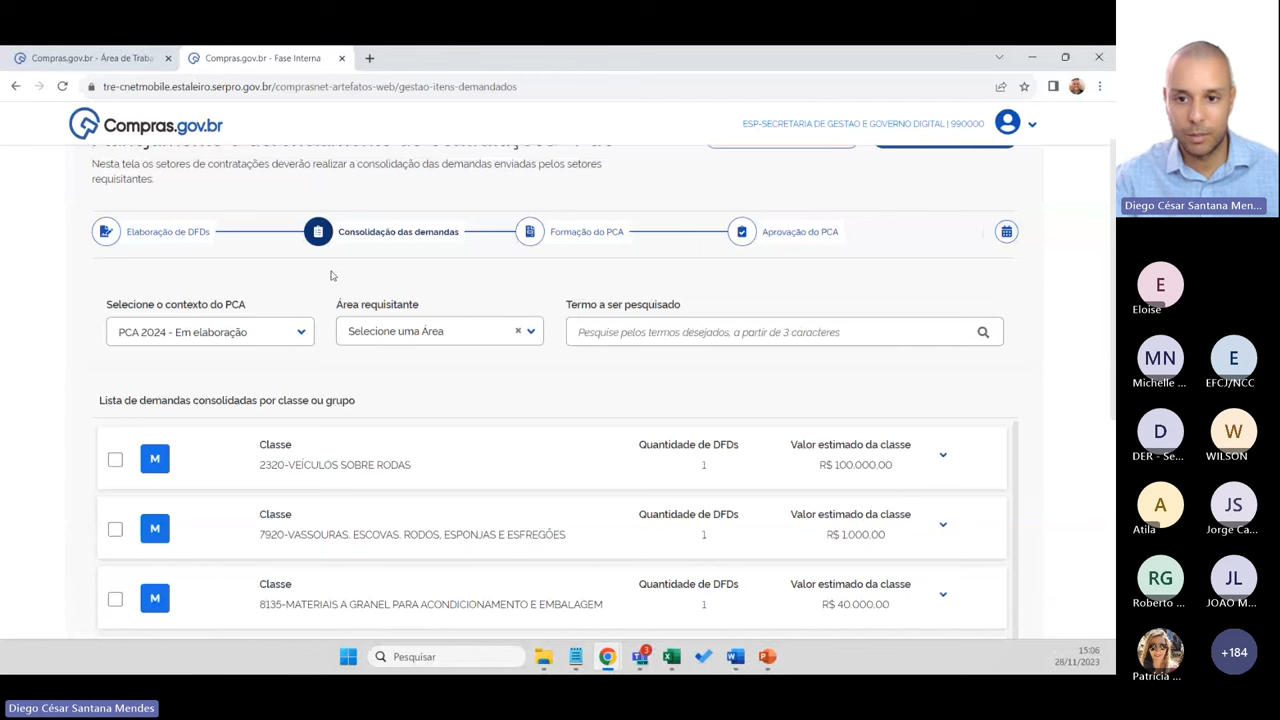 Compras.gov.br - Área de Traba
Compras.gov.br - Fase Interna
tre-cnetmobile.estaleiro.serpro.gov.br/comprasnet-artefatos-web/gestao-itens-demandados
Compras.gov.br
ESP-SECRETARIA DE GESTAO E GOVERNO DIGITAL | 990000
Nesta tela os setores de contratações deverão realizar a consolidação das demandas enviadas pelos setores
requisitantes.
Elaboração de DFDs
Consolidação das demandas
Formação do PCA
Aprovação do PCA
Selecione o contexto do PCA
Área requisitante
Termo a ser pesquisado
PCA 2024 - Em elaboração
Selecione uma Área
Pesquise pelos termos desejados, a partir de 3 caracteres
Lista de demandas consolidadas por classe ou grupo
Classe Quantidade de DFDs Valor estimado da classe
M 2320-VEÍCULOS SOBRE RODAS 1 R$ 100.000,00
Classe Quantidade de DFDs Valor estimado da classe
M 7920-VASSOURAS, ESCOVAS, RODOS, ESPONJAS E ESFREGÕES 1 R$ 1.000,00
Classe Quantidade de DFDs Valor estimado da classe
M 8135-MATERIAIS A GRANEL PARA ACONDICIONAMENTO E EMBALAGEM 1 R$ 40.000,00
Pesquisar
3
15:06
28/11/2023
Diego César Santana Men...
E
Eloise
MN
Michelle ...
E
EFCJ/NCC
D
DER - Se...
W
WILSON
A
Atila
JS
Jorge Ca...
RG
Roberto ...
JL
JOAO M...
Patrícia ...
+184
Diego César Santana Mendes